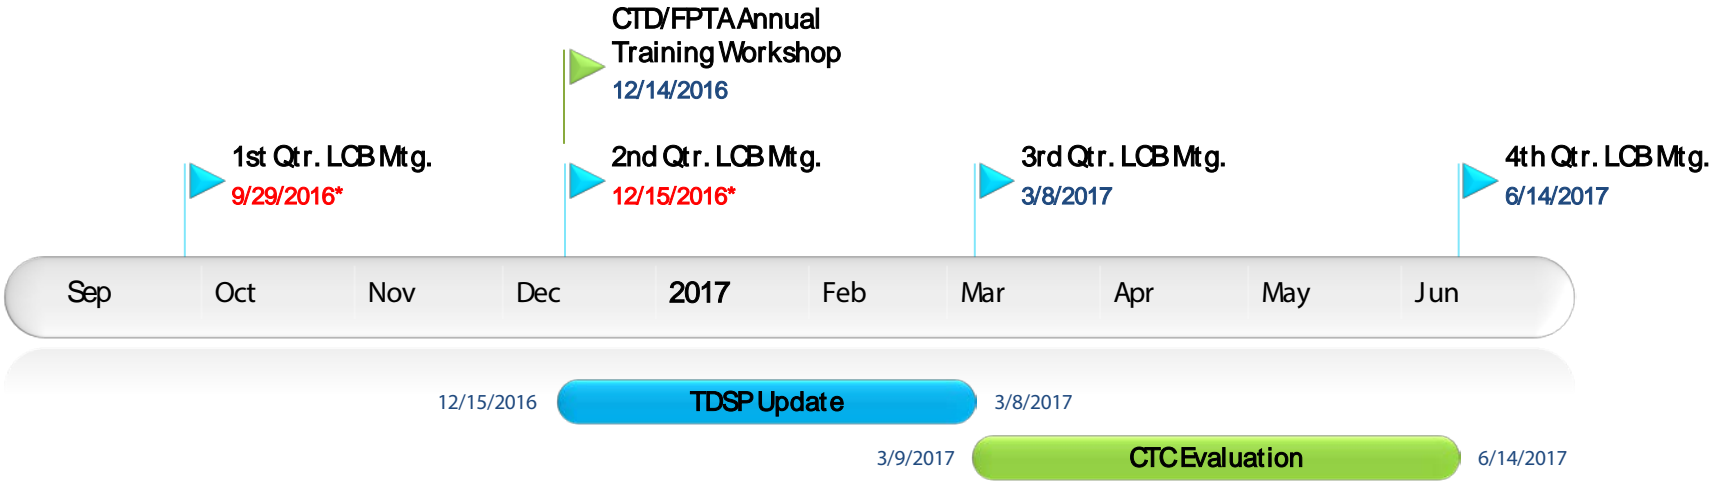 CTD/FPTA Annual
Training Workshop
12/14/2016
1st Qtr. LCB Mtg.
9/29/2016*
2nd Qtr. LCB Mtg.
12/15/2016*
3rd Qtr. LCB Mtg.
3/8/2017
4th Qtr. LCB Mtg.
6/14/2017
Sep Oct Nov Dec 2017 Feb Mar Apr May Jun
12/15/2016 TDSP Update 3/8/2017
3/9/2017 CTC Evaluation 6/14/2017